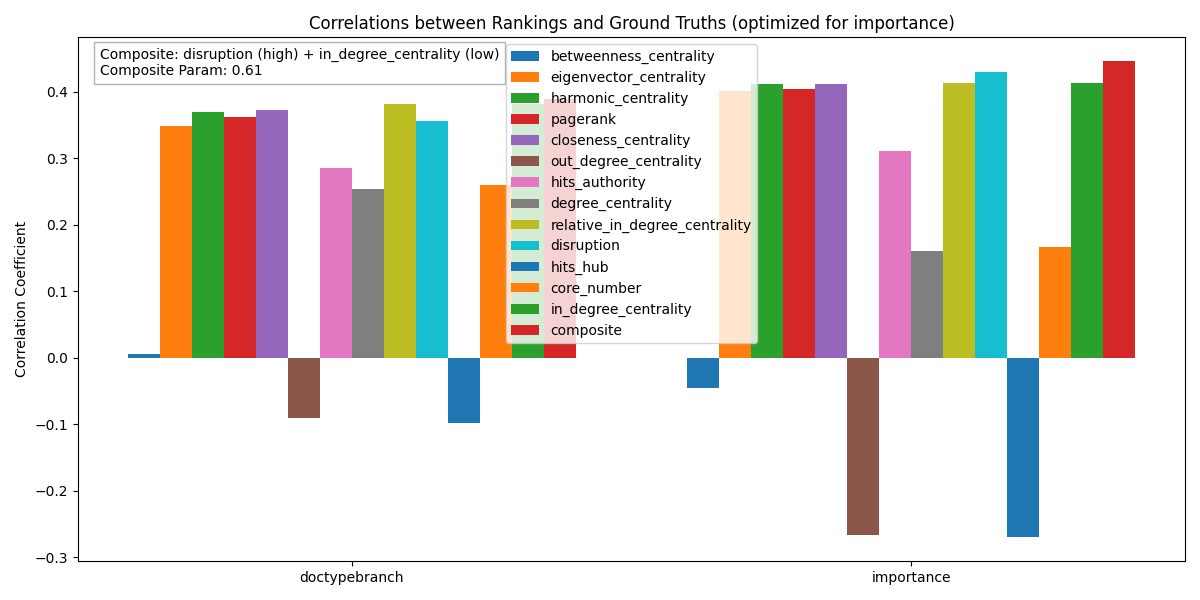 Correlations between Rankings and Ground Truths (optimized for importance)
Composite: disruption (high) + in_degree_centrality (low)
Composite Param: 0.61
betweenness_centrality
eigenvector_centrality
harmonic_centrality
pagerank
closeness_centrality
out_degree_centrality
hits_authority
degree_centrality
relative_in_degree_centrality
disruption
hits_hub
core_number
in_degree_centrality
composite
Correlation Coefficient
0.4
0.3
0.2
0.1
0.0
−0.1
−0.2
−0.3
doctypebranch
importance